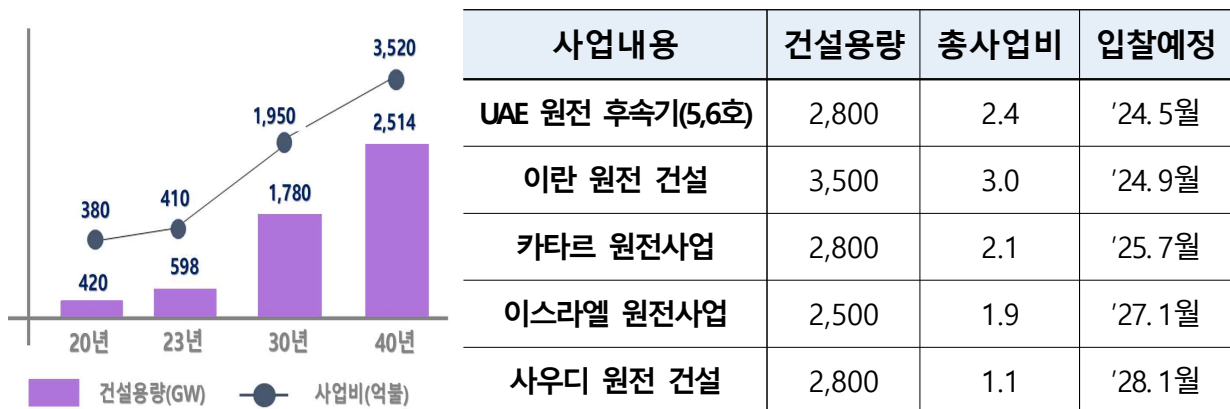 3,520
2,514
1,950
1,780
380
410
420
598
20년 23년 30년 40년
건설용량(GW) 사업비(억불)
사업내용 건설용량 총사업비 입찰예정
UAE 원전 후속기(5,6호) 2,800 2.4 '24. 5월
이란 원전 건설 3,500 3.0 '24. 9월
카타르 원전사업 2,800 2.1 '25. 7월
이스라엘 원전사업 2,500 1.9 '27. 1월
사우디 원전 건설 2,800 1.1 '28. 1월